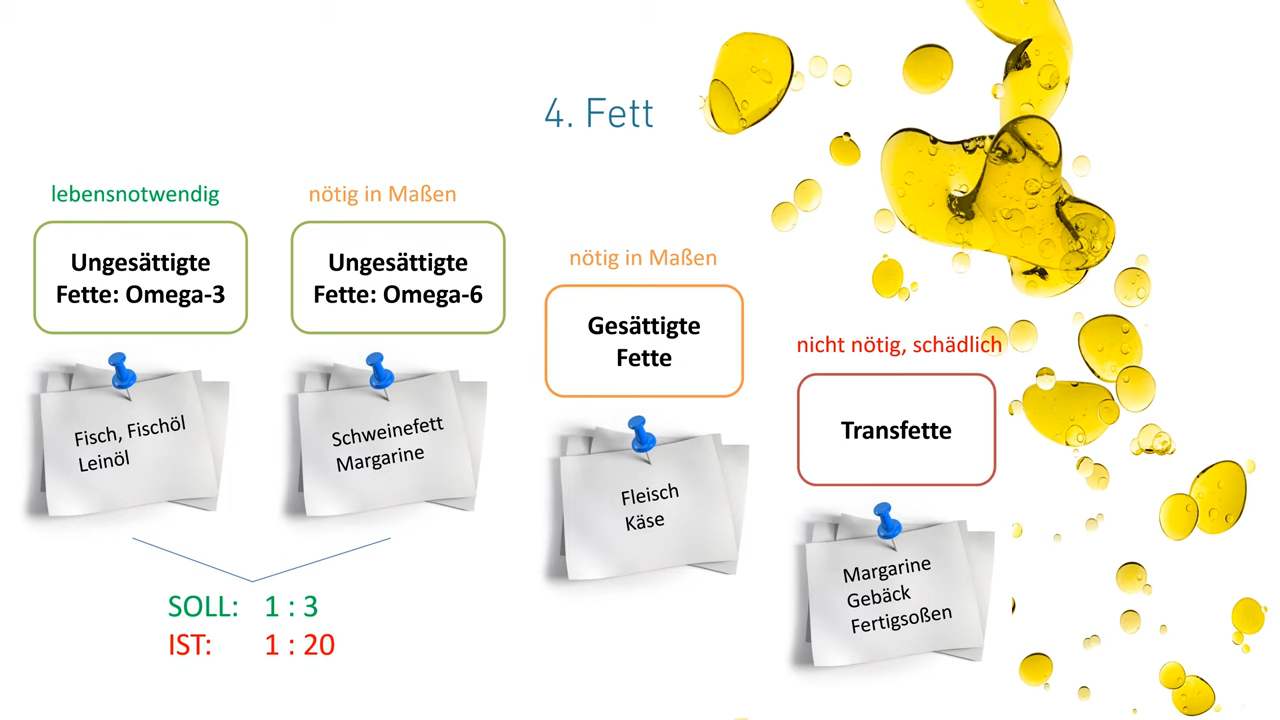 4. Fett
lebensnotwendig
Ungesättigte
Fette: Omega-3
Fisch, Fischöl
Leinöl
nötig in Maßen
Ungesättigte
Fette: Omega-6
Schweinefett
Margarine
SOLL: 1 : 3
IST: 1 : 20
nötig in Maßen
Gesättigte
Fette
Fleisch
Käse
nicht nötig, schädlich
Transfette
Margarine
Gebäck
Fertigsoßen